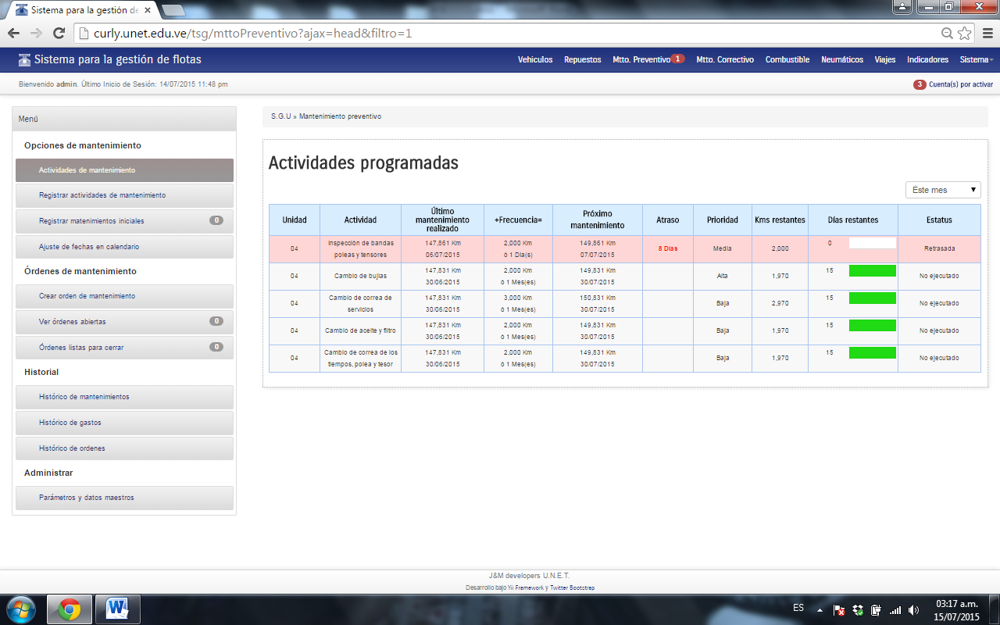 Sistema para la gestión de
curly.unet.edu.ve/tsg/mttoPreventivo?ajax=head&filtro=1
Sistema para la gestión de flotas
Vehiculos Repuestos Mtto. Preventivo 1 Mtto. Correctivo Combustible Neumáticos Viajes Indicadores Sistema
Bienvenido admin. Último Inicio de Sesión: 14/07/2015 11:48 pm
3 Cuenta(s) por activar
Menú
Opciones de mantenimiento
Actividades de mantenimiento
Registrar actividades de mantenimiento
Registrar matenimientos iniciales 0
Ajuste de fechas en calendario
Órdenes de mantenimiento
Crear orden de mantenimiento
Ver órdenes abiertas 0
Órdenes listas para cerrar 0
Historial
Histórico de mantenimientos
Histórico de gastos
Histórico de ordenes
Administrar
Parámetros y datos maestros
S.G.U » Mantenimiento preventivo
Actividades programadas
Éste mes
Unidad Actividad Último mantenimiento realizado +Frecuencia= Próximo mantenimiento Atraso Prioridad Kms restantes Días restantes Estatus
04 Inspección de bandas poleas y tensores 147,861 Km 06/07/2015 2,000 Km ó 1 Dia(s) 149,861 Km 07/07/2015 8 Días Media 2,000 0 Retrasada
04 Cambio de bujias 147,831 Km 30/06/2015 2,000 Km ó 1 Mes(es) 149,831 Km 30/07/2015 Alta 1,970 15 No ejecutado
04 Cambio de correa de servicios 147,831 Km 30/06/2015 3,000 Km ó 1 Mes(es) 150,831 Km 30/07/2015 Baja 2,970 15 No ejecutado
04 Cambio de aceite y filtro 147,831 Km 30/06/2015 2,000 Km ó 1 Mes(es) 149,831 Km 30/07/2015 Baja 1,970 15 No ejecutado
04 Cambio de correa de los tiempos, polea y tesor 147,831 Km 30/06/2015 2,000 Km ó 1 Mes(es) 149,831 Km 30/07/2015 Baja 1,970 15 No ejecutado
J&M developers U.N.E.T.
Desarrollo bajo Yii Framework y Twitter Bootstrap
ES
03:17 a.m.
15/07/2015